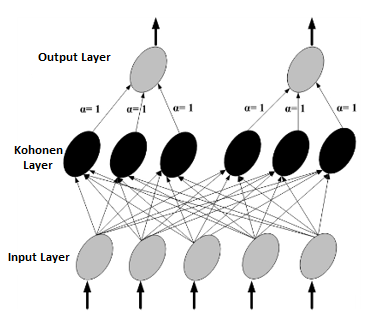 Output Layer
α= 1 α= 1 α= 1 α= 1 α= 1 α= 1
Kohonen
Layer
Input Layer